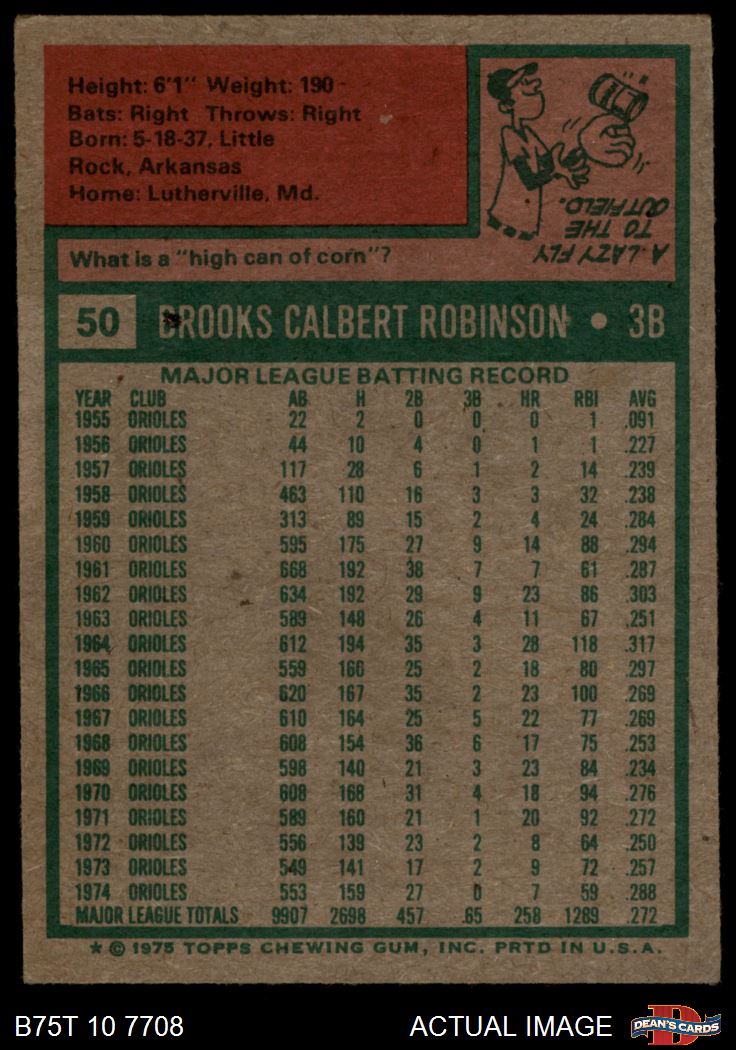 Height: 6'1" Weight: 190
Bats: Right Throws: Right
Born: 5-18-37, Little
Rock, Arkansas
Home: Lutherville, Md.
What is a "high can of corn"?
A LAZY FLY
TO THE
OUTFIELD.
50 BROOKS CALBERT ROBINSON • 3B
MAJOR LEAGUE BATTING RECORD
YEAR CLUB AB H 2B 3B HR RBI AVG
1955 ORIOLES 22 2 0 0 0 1 .091
1956 ORIOLES 44 10 4 0 1 1 .227
1957 ORIOLES 117 28 6 1 2 14 .239
1958 ORIOLES 463 110 16 3 3 32 .238
1959 ORIOLES 313 89 15 2 4 24 .284
1960 ORIOLES 595 175 27 9 14 88 .294
1961 ORIOLES 668 192 38 7 7 61 .287
1962 ORIOLES 634 192 29 9 23 86 .303
1963 ORIOLES 589 148 26 4 11 67 .251
1964 ORIOLES 612 194 35 3 28 118 .317
1965 ORIOLES 559 166 25 2 18 80 .297
1966 ORIOLES 620 167 35 2 23 100 .269
1967 ORIOLES 610 164 25 5 22 77 .269
1968 ORIOLES 608 154 36 6 17 75 .253
1969 ORIOLES 598 140 21 3 23 84 .234
1970 ORIOLES 608 168 31 4 18 94 .276
1971 ORIOLES 589 160 21 1 20 92 .272
1972 ORIOLES 556 139 23 2 8 64 .250
1973 ORIOLES 549 141 17 2 9 72 .257
1974 ORIOLES 553 159 27 0 7 59 .288
MAJOR LEAGUE TOTALS 9907 2698 457 65 258 1289 .272
* © 1975 TOPPS CHEWING GUM, INC. PRTD IN U.S.A.
B75T 10 7708 ACTUAL IMAGE DEAN'S CARDS